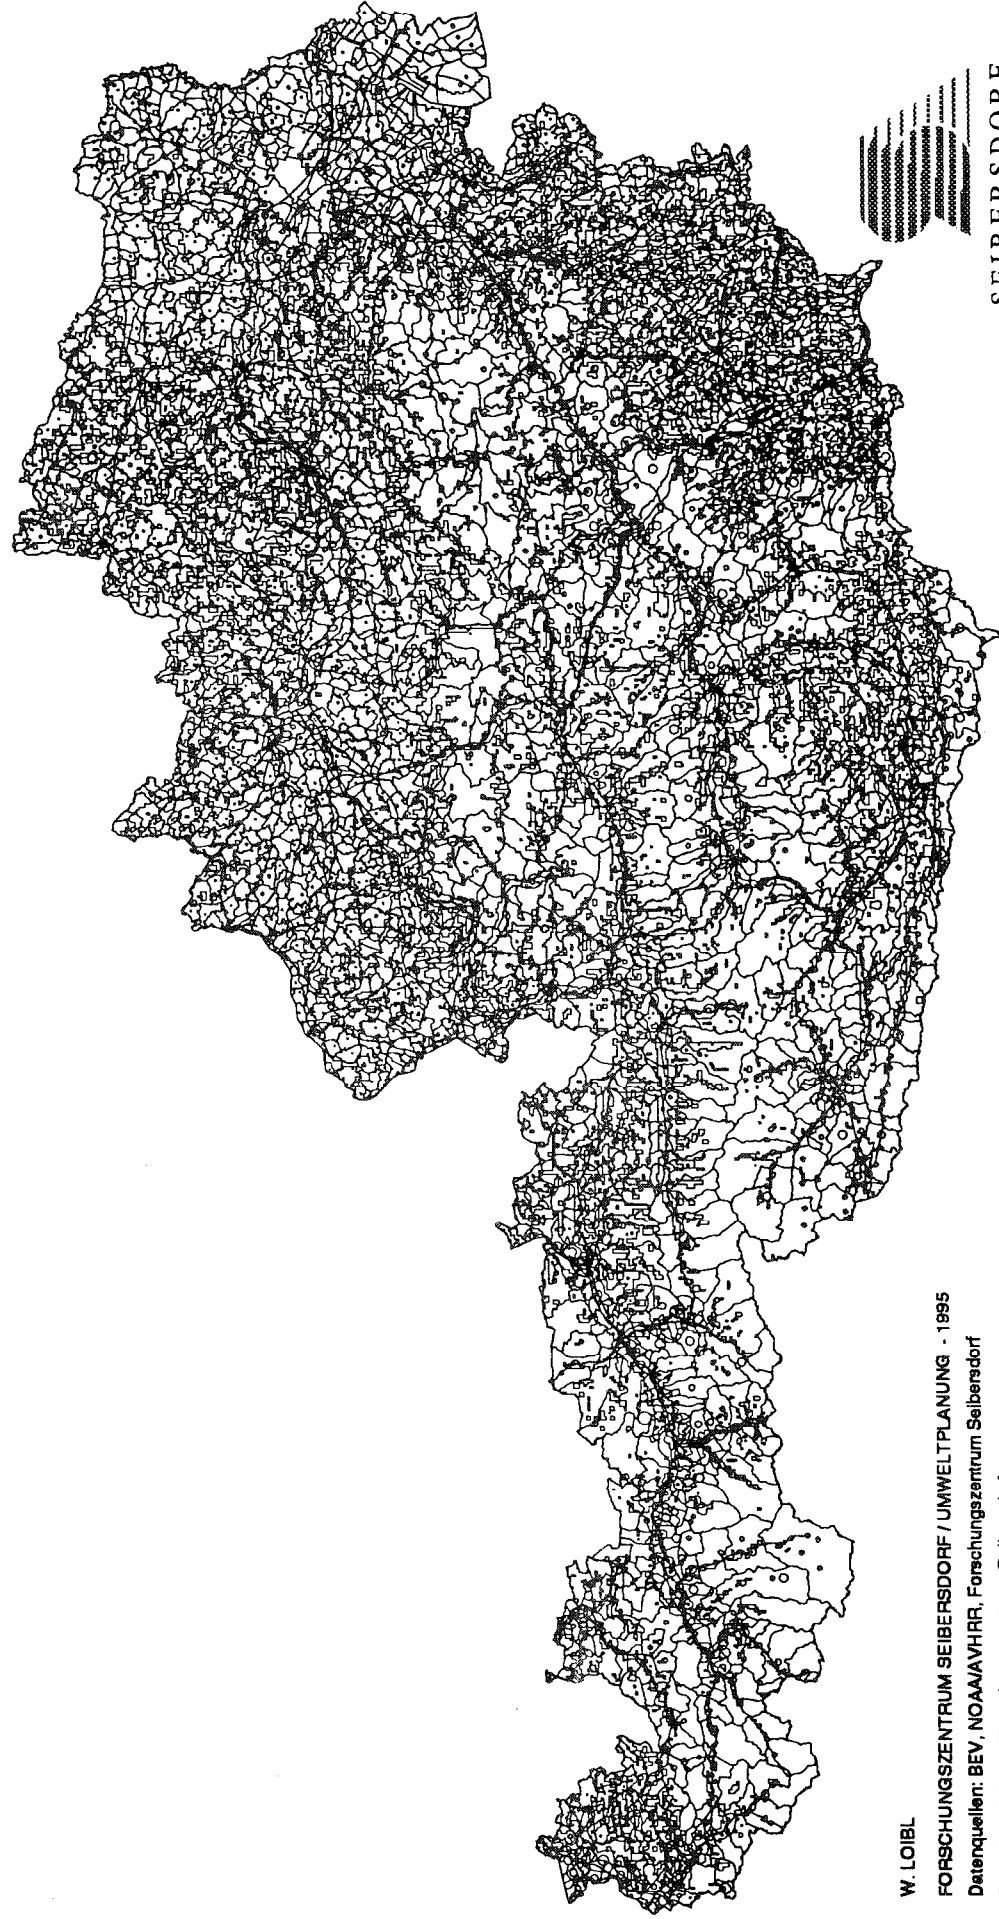 W. LOIBL
FORSCHUNGSZENTRUM SEIBERSDORF / UMWELTPLANUNG - 1995
Datenquellen: BEV, NOAA/AVHRR, Forschungszentrum Seibersdorf
SEIBERSDORF